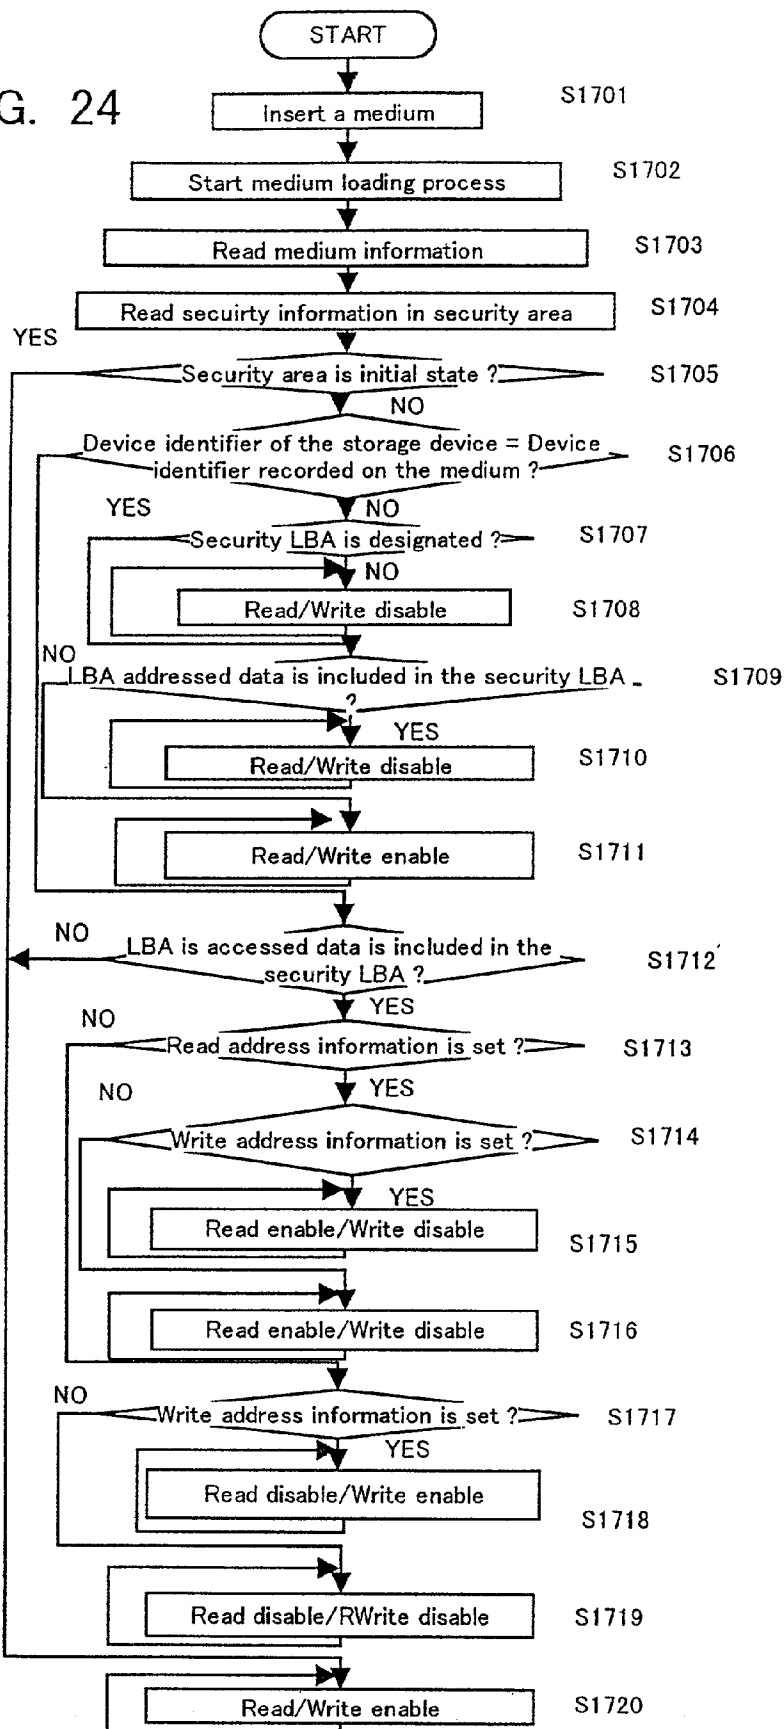 START
G. 24
Insert a medium
S1701
Start medium loading process
S1702
Read medium information
S1703
Read secuirty information in security area
S1704
YES
Security area is initial state ?
S1705
NO
Device identifier of the storage device = Device
identifier recorded on the medium ?
S1706
YES
NO
Security LBA is designated ?
S1707
NO
Read/Write disable
S1708
NO
LBA addressed data is included in the security LBA
?
S1709
YES
Read/Write disable
S1710
Read/Write enable
S1711
NO
LBA is accessed data is included in the
security LBA ?
S1712
YES
NO
Read address information is set ?
S1713
YES
NO
Write address information is set ?
S1714
YES
Read enable/Write disable
S1715
Read enable/Write disable
S1716
NO
Write address information is set ?
S1717
YES
Read disable/Write enable
S1718
Read disable/RWrite disable
S1719
Read/Write enable
S1720